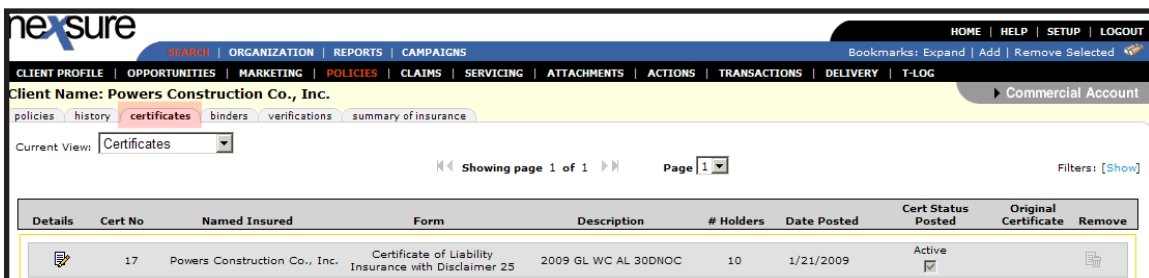 nexsure
HOME | HELP | SETUP | LOGOUT
SEARCH | ORGANIZATION | REPORTS | CAMPAIGNS
Bookmarks: Expand | Add | Remove Selected
CLIENT PROFILE | OPPORTUNITIES | MARKETING | POLICIES | CLAIMS | SERVICING | ATTACHMENTS | ACTIONS | TRANSACTIONS | DELIVERY | T-LOG
Client Name: Powers Construction Co., Inc.
Commercial Account
policies history certificates binders verifications summary of insurance
Current View: Certificates
Showing page 1 of 1 Page 1
Filters: [Show]
Details Cert No Named Insured Form Description # Holders Date Posted Cert Status Posted Original Certificate Remove
17 Powers Construction Co., Inc. Certificate of Liability Insurance with Disclaimer 25 2009 GL WC AL 30DNOC 10 1/21/2009 Active